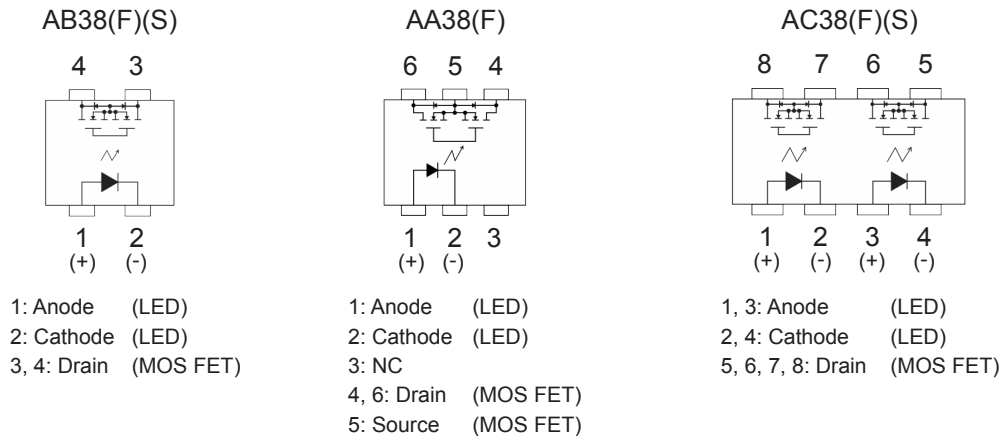 AB38(F)(S)
4 3
1 2
(+) (-)
1: Anode (LED)
2: Cathode (LED)
3, 4: Drain (MOS FET)
AA38(F)
6 5 4
1 2 3
(+) (-)
1: Anode (LED)
2: Cathode (LED)
3: NC
4, 6: Drain (MOS FET)
5: Source (MOS FET)
AC38(F)(S)
8 7 6 5
1 2 3 4
(+) (-) (+) (-)
1, 3: Anode (LED)
2, 4: Cathode (LED)
5, 6, 7, 8: Drain (MOS FET)